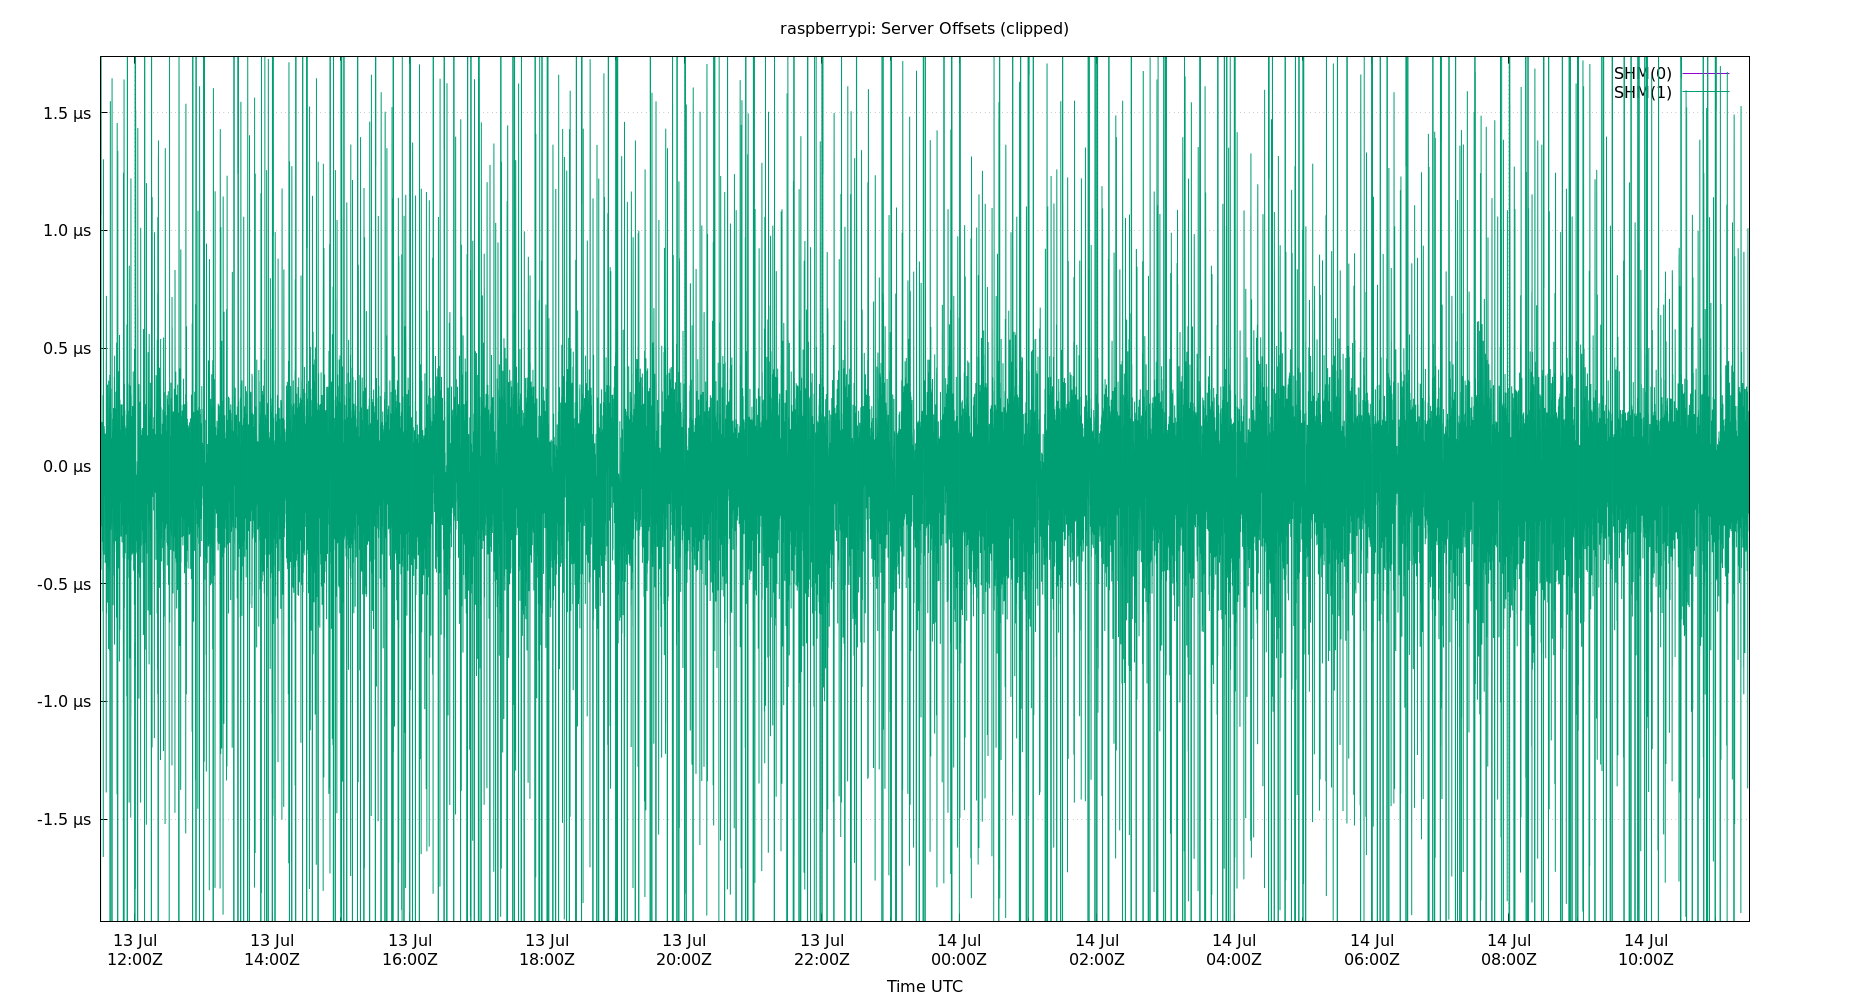 raspberrypi: Server Offsets (clipped)
SHM(0)
SHM(1)
1.5 µs
1.0 µs
0.5 µs
0.0 µs
-0.5 µs
-1.0 µs
-1.5 µs
13 Jul 13 Jul 13 Jul 13 Jul 13 Jul 13 Jul 14 Jul 14 Jul 14 Jul 14 Jul 14 Jul 14 Jul
12:00Z 14:00Z 16:00Z 18:00Z 20:00Z 22:00Z 00:00Z 02:00Z 04:00Z 06:00Z 08:00Z 10:00Z
Time UTC